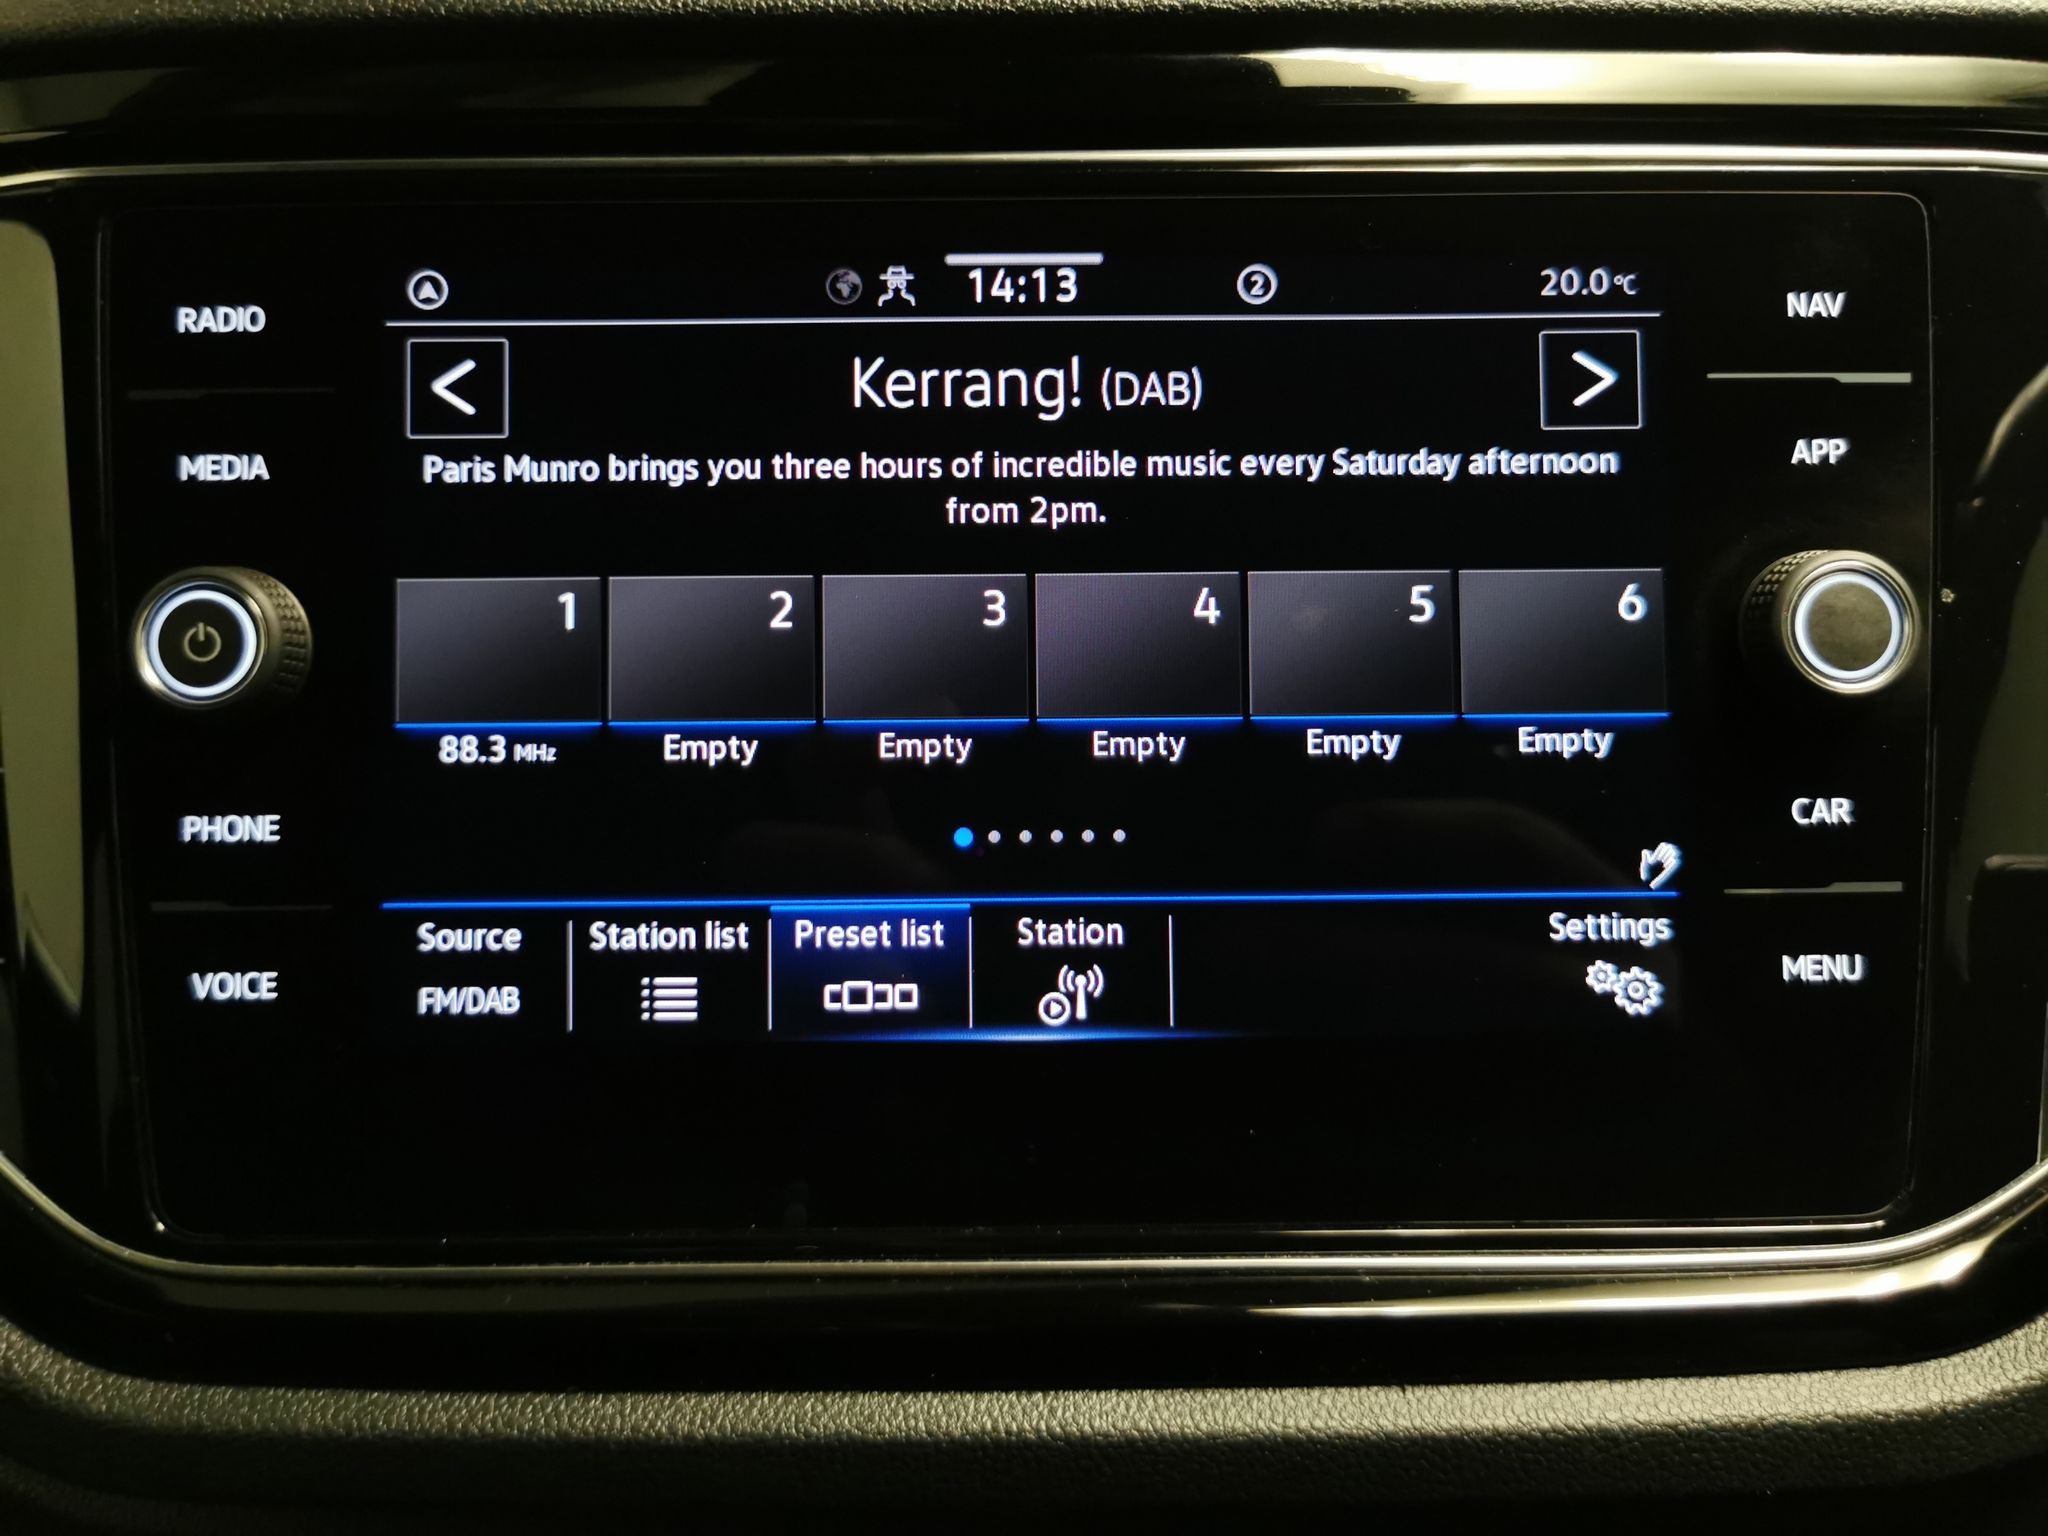 RADIO
MEDIA
PHONE
VOICE
14:13
2
20.0°C
Kerrang! (DAB)
Paris Munro brings you three hours of incredible music every Saturday afternoon
from 2pm.
1
2
3
4
5
6
88.3 MHz
Empty
Empty
Empty
Empty
Empty
Source
FM/DAB
Station list
Preset list
Station
Settings
NAV
APP
CAR
MENU